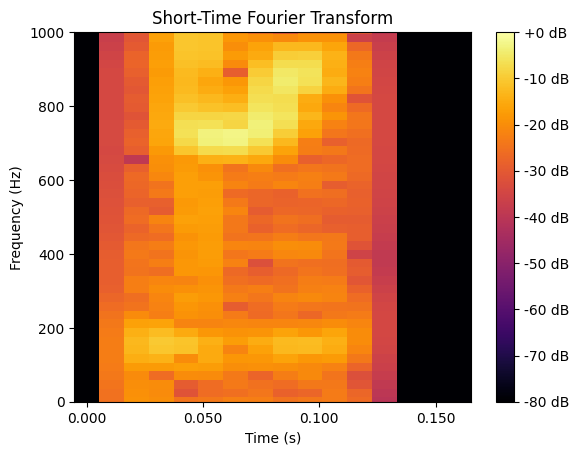 Short-Time Fourier Transform
1000
800
600
400
200
0
Frequency (Hz)
0.000
0.050
0.100
0.150
Time (s)
+0 dB
-10 dB
-20 dB
-30 dB
-40 dB
-50 dB
-60 dB
-70 dB
-80 dB